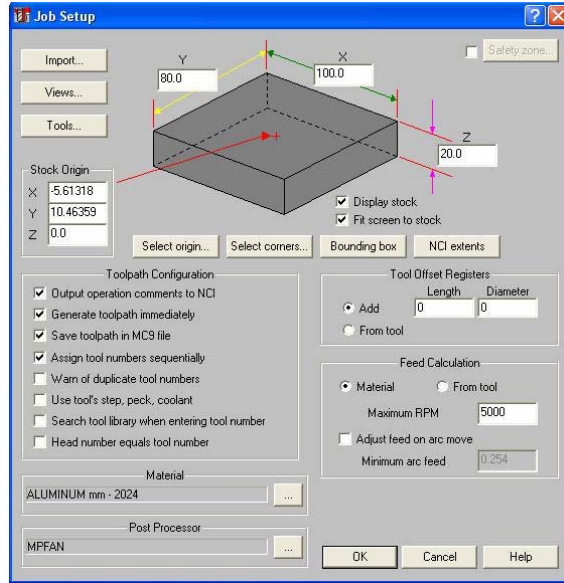 Job Setup
Import...
Views...
Tools...
Y
80.0
X
100.0
Safety zone...
Z
20.0
Stock Origin
X -5.61318
Y 10.46359
Z 0.0
Display stock
Fit screen to stock
Select origin... Select corners... Bounding box NCI extents
Toolpath Configuration
Output operation comments to NCI
Generate toolpath immediately
Save toolpath in MC9 file
Assign tool numbers sequentially
Warn of duplicate tool numbers
Use tool's step, peck, coolant
Search tool library when entering tool number
Head number equals tool number
Tool Offset Registers
Length Diameter
Add 0 0
From tool
Feed Calculation
Material From tool
Maximum RPM 5000
Adjust feed on arc move
Minimum arc feed 0.254
Material
ALUMINUM mm - 2024 ...
Post Processor
MPFAN ...
OK Cancel Help